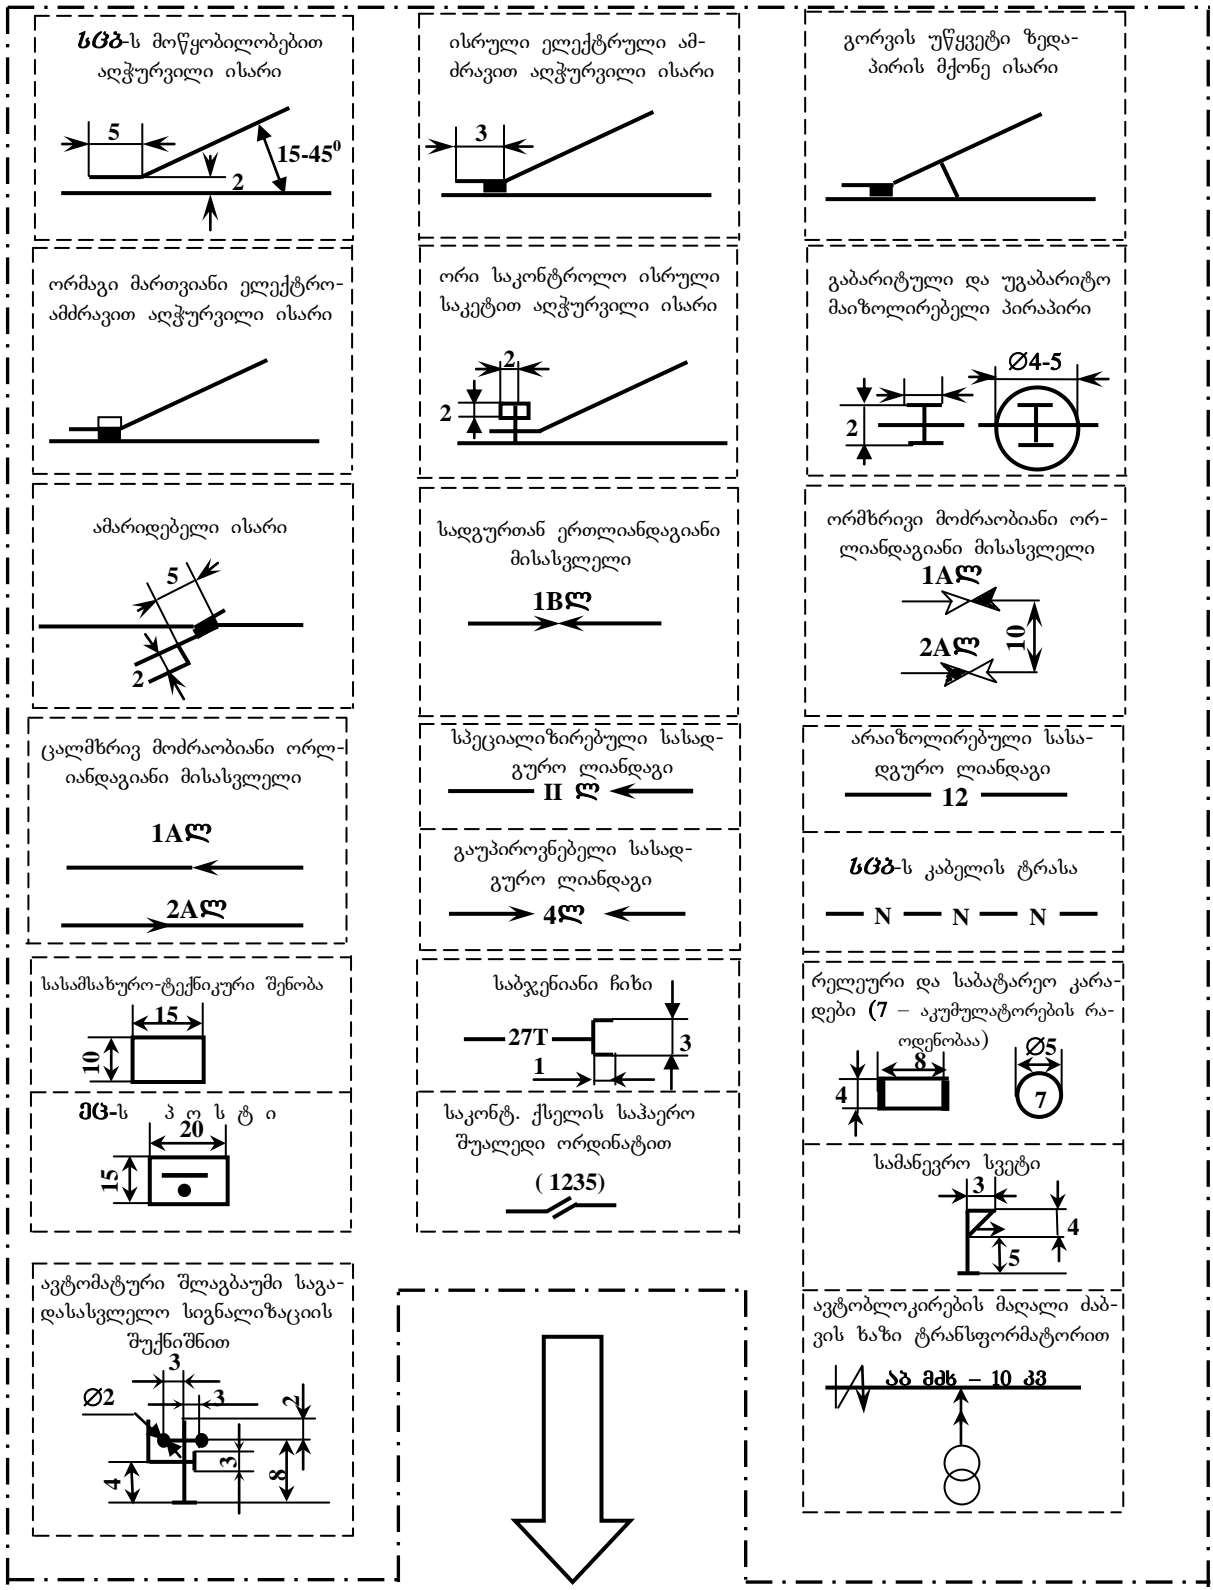 სცბ-ს მოწყობილობებით
აღჭურვილი ისარი
5
15-45⁰
2
ისრული ელექტრული ამ-
ძრავით აღჭურვილი ისარი
3
გორვის უწყვეტი ზედა-
პირის მქონე ისარი
ორმაგი მართვიანი ელექტრო-
ამძრავით აღჭურვილი ისარი
ორი საკონტროლო ისრული
საკეტით აღჭურვილი ისარი
2
2
გაბარიტული და უგაბარიტო
მაიზოლირებელი პირაპირი
∅4-5
2
ამარიდებელი ისარი
5
2
სადგურთან ერთლიანდაგიანი
მისასვლელი
1Bლ
ორმხრივი მოძრაობიანი ორ-
ლიანდაგიანი მისასვლელი
1Aლ
10
2Aლ
ცალმხრივ მოძრაობიანი ორლ-
იანდაგიანი მისასვლელი
1Aლ
2Aლ
სპეციალიზირებული სასად-
გურო ლიანდაგი
II ლ
გაუპიროვნებელი სასად-
გურო ლიანდაგი
4ლ
არაიზოლირებული სასა-
დგურო ლიანდაგი
12
სცბ-ს კაბელის ტრასა
N N N
სასამსახურო-ტექნიკური შენობა
15
10
ეც-ს პოსტი
20
15
საბჯენიანი ჩიხი
27T
3
1
საკონტ. ქსელის საჰაერო
შუალედი ორდინატით
( 1235)
რელეური და საბატარეო კარა-
დები (7 – აკუმულატორების რა-
ოდენობაა)
8
∅5
4
7
სამანევრო სვეტი
3
4
5
ავტომატური შლაგბაუმი საგა-
დასასვლელო სიგნალიზაციის
შუქნიშნით
3
∅2
3
2
3
4
8
ავტობლოკირების მაღალი ძაბ-
ვის ხაზი ტრანსფორმატორით
აბ მძხ – 10 კვ